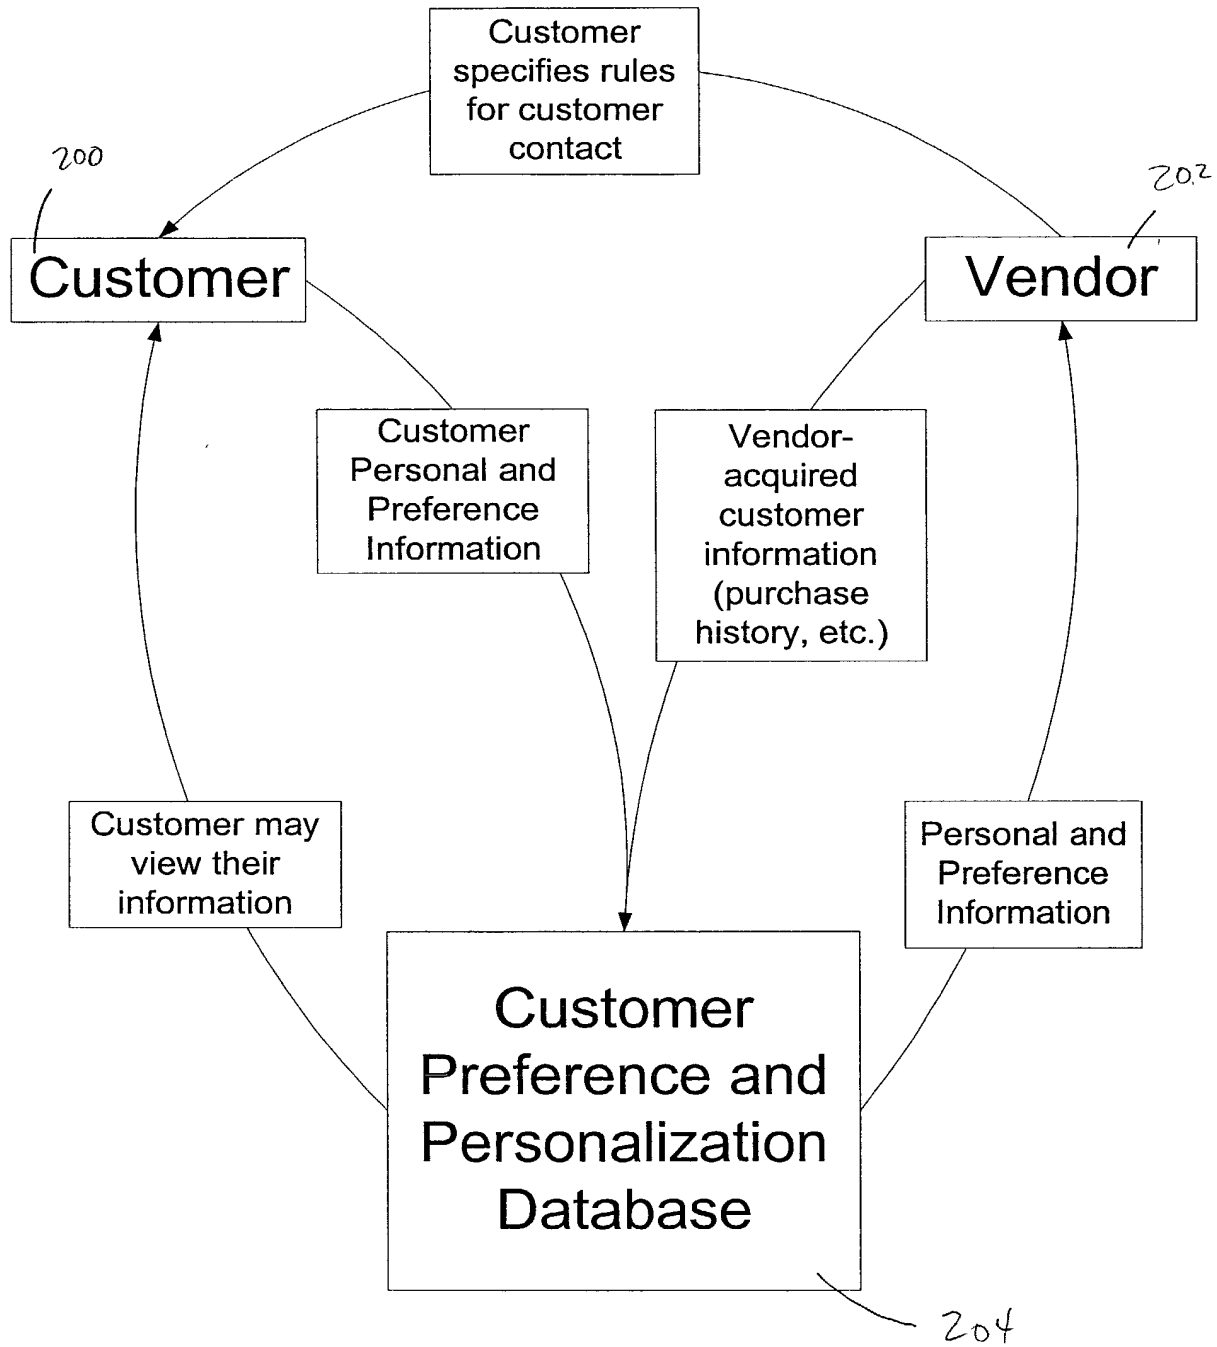 Customer
specifies rules
for customer
contact
200
202
Customer
Vendor
Customer
Personal and
Preference
Information
Vendor-
acquired
customer
information
(purchase
history, etc.)
Customer may
view their
information
Personal and
Preference
Information
Customer
Preference and
Personalization
Database
204